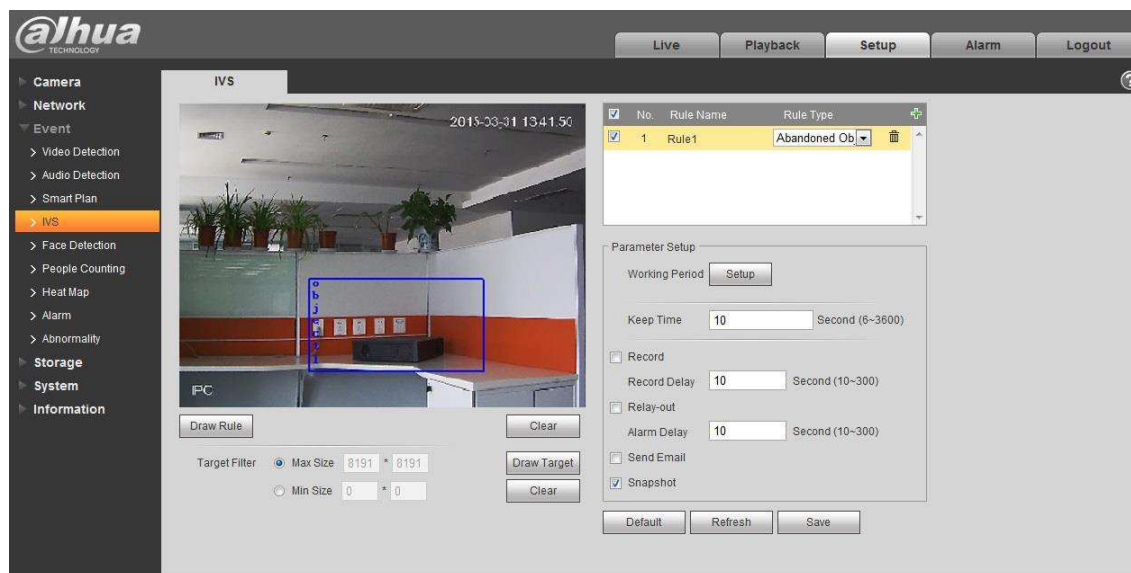 alhua
TECHNOLOGY
Live
Playback
Setup
Alarm
Logout
Camera
Network
Event
Video Detection
Audio Detection
Smart Plan
IVS
Face Detection
People Counting
Heat Map
Alarm
Abnormality
Storage
System
Information
IVS
2015-03-31 13:41:50
object1
IPC
Draw Rule
Clear
Target Filter Max Size 8191 * 8191 Draw Target
Min Size 0 * 0 Clear
No. Rule Name Rule Type
1 Rule1 Abandoned Ob
Parameter Setup
Working Period Setup
Keep Time 10 Second (6~3600)
Record
Record Delay 10 Second (10~300)
Relay-out
Alarm Delay 10 Second (10~300)
Send Email
Snapshot
Default
Refresh
Save